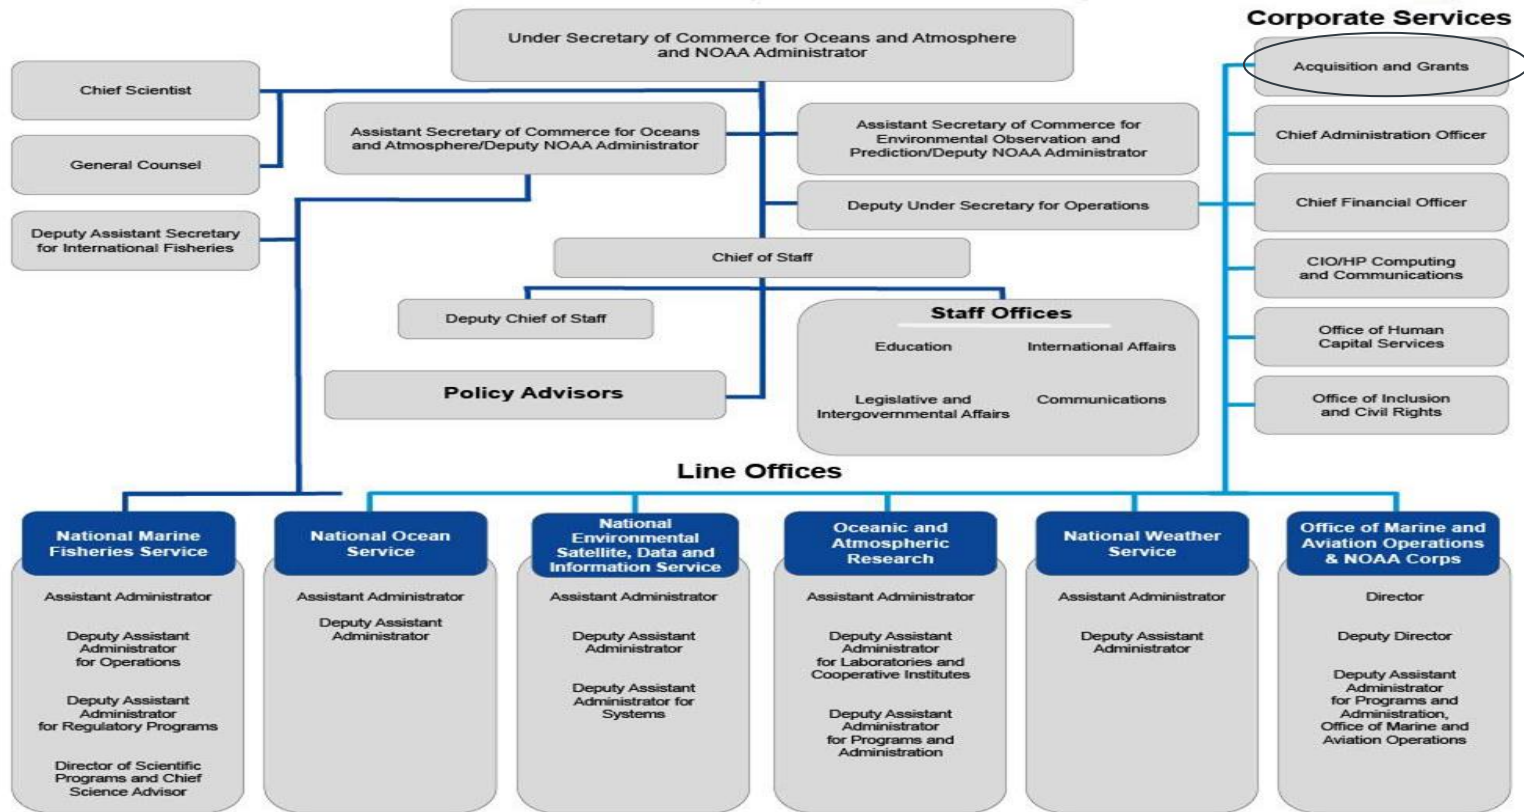 Corporate Services
Under Secretary of Commerce for Oceans and Atmosphere
and NOAA Administrator
Acquisition and Grants
Chief Scientist
Assistant Secretary of Commerce for Oceans
and Atmosphere/Deputy NOAA Administrator
Assistant Secretary of Commerce for
Environmental Observation and
Prediction/Deputy NOAA Administrator
Chief Administration Officer
General Counsel
Deputy Under Secretary for Operations
Chief Financial Officer
Deputy Assistant Secretary
for International Fisheries
Chief of Staff
CIO/HP Computing
and Communications
Deputy Chief of Staff
Staff Offices
Education
International Affairs
Legislative and
Intergovernmental Affairs
Communications
Office of Human
Capital Services
Policy Advisors
Office of Inclusion
and Civil Rights
Line Offices
National Marine
Fisheries Service
Assistant Administrator
Deputy Assistant
Administrator
for Operations
Deputy Assistant
Administrator
for Regulatory Programs
Director of Scientific
Programs and Chief
Science Advisor
National Ocean
Service
Assistant Administrator
Deputy Assistant
Administrator
National
Environmental
Satellite, Data and
Information Service
Assistant Administrator
Deputy Assistant
Administrator
Deputy Assistant
Administrator for
Systems
Oceanic and
Atmospheric
Research
Assistant Administrator
Deputy Assistant
Administrator
for Laboratories and
Cooperative Institutes
Deputy Assistant
Administrator
for Programs and
Administration
National Weather
Service
Assistant Administrator
Deputy Assistant
Administrator
Office of Marine and
Aviation Operations
& NOAA Corps
Director
Deputy Director
Deputy Assistant
Administrator
for Programs and
Administration,
Office of Marine and
Aviation Operations